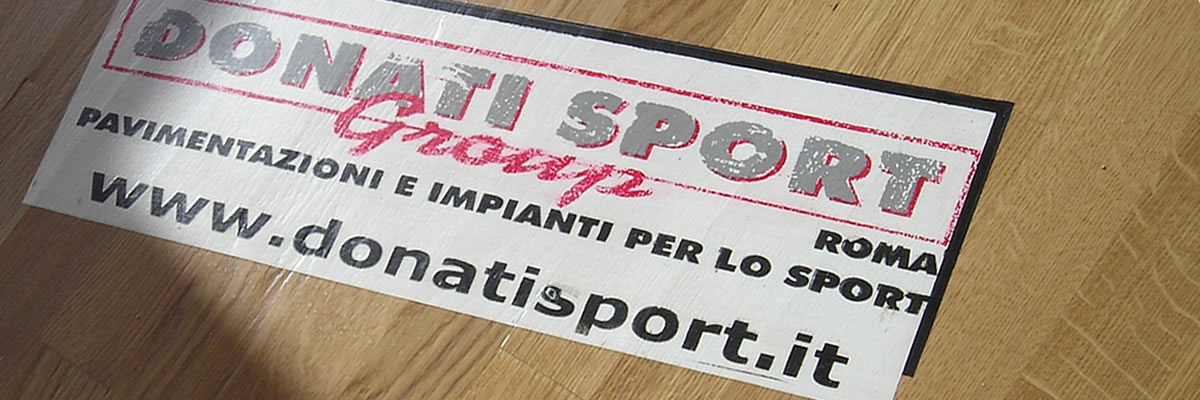 DONATI SPORT
Group
ROMA
PAVIMENTAZIONI E IMPIANTI PER LO SPORT
www.donatisport.it